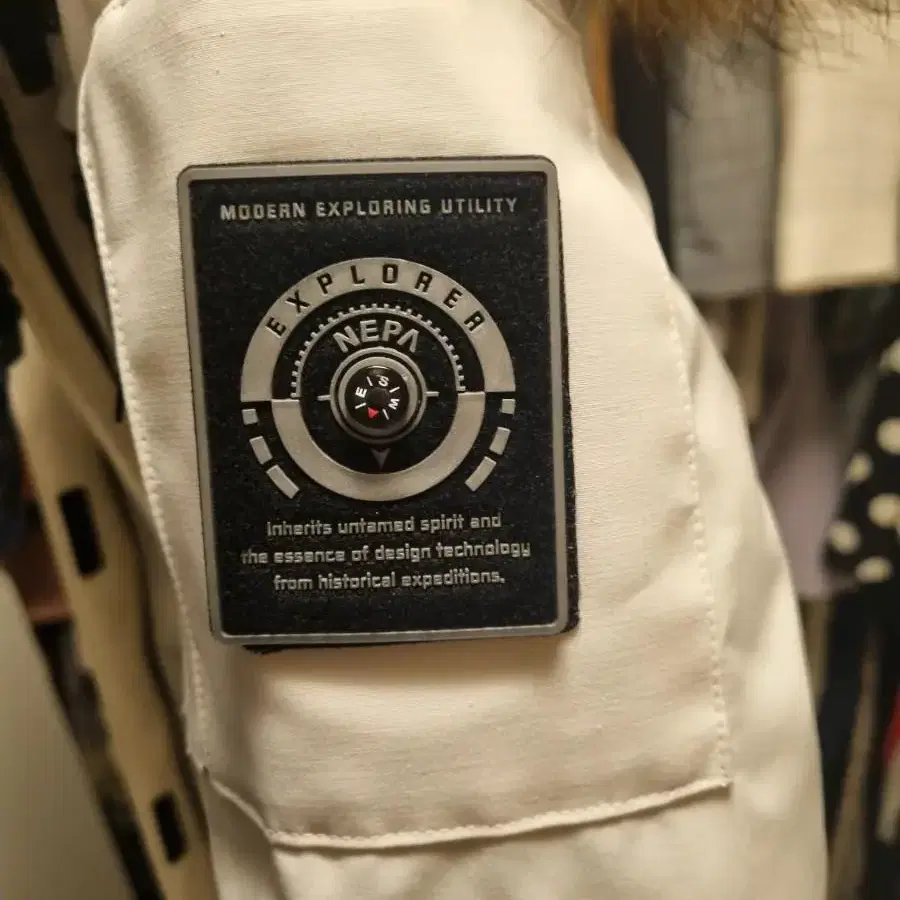 MODERN EXPLORING UTILITY
EXPLORER
NEPA
E S W
inherits untamed spirit and
the essence of design technology
from historical expeditions.